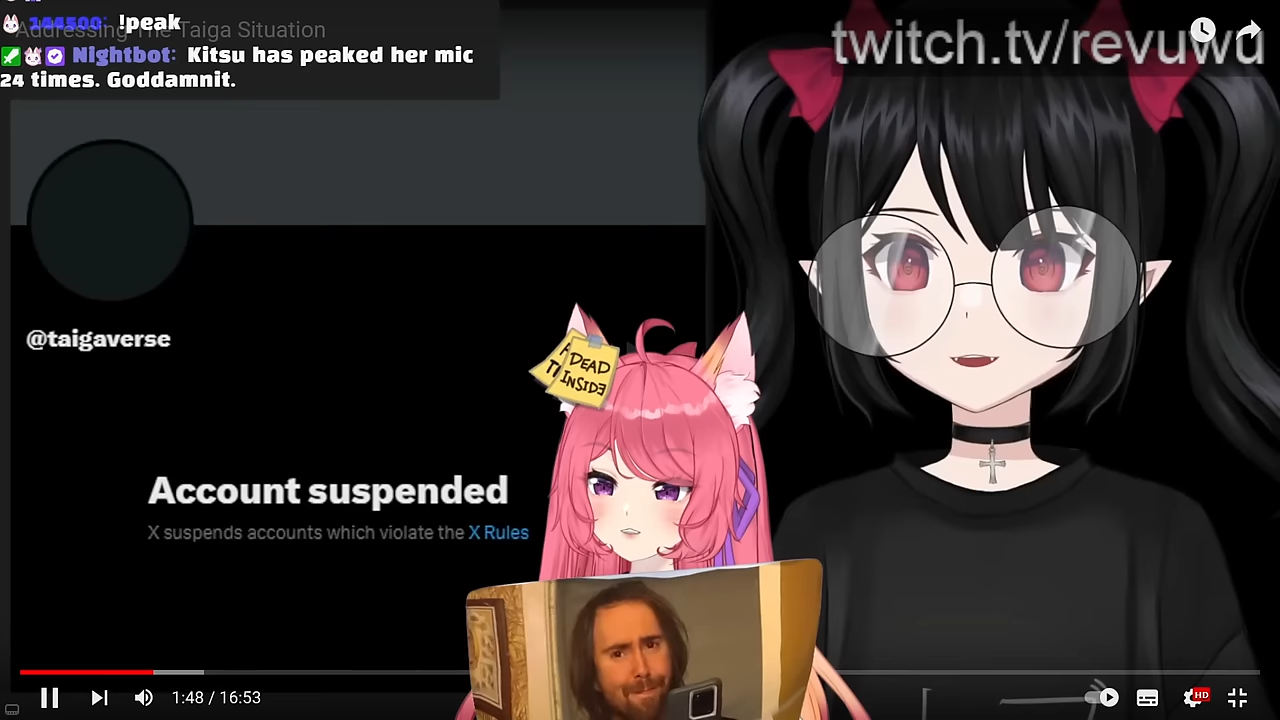 144500: !peak
Addressing The Taiga Situation
Nightbot: Kitsu has peaked her mic
24 times. Goddamnit.
twitch.tv/revuwu
@taigaverse
DEAD
INSIDE
Account suspended
X suspends accounts which violate the X Rules
1:48 / 16:53
HD